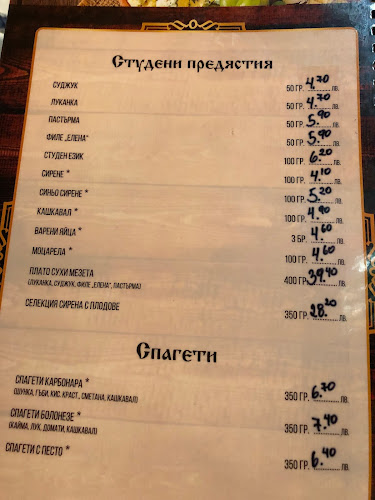 Студени предястия
СУДЖУК 50 ГР. 4.70 ЛВ.
ЛУКАНКА 50 ГР. 4.70 ЛВ.
ПАСТЪРМА 50 ГР. 5.90 ЛВ.
ФИЛЕ „ЕЛЕНА“ 50 ГР. 5.90 ЛВ.
СТУДЕН ЕЗИК 100 ГР. 6.20 ЛВ.
СИРЕНЕ * 100 ГР. 4.10 ЛВ.
СИНЬО СИРЕНЕ * 100 ГР. 5.20 ЛВ.
КАШКАВАЛ * 100 ГР. 4.90 ЛВ.
ВАРЕНИ ЯЙЦА * 3 БР. 4.60 ЛВ.
МОЦАРЕЛА * 100 ГР. 4.60 ЛВ.
ПЛАТО СУХИ МЕЗЕТА 400 ГР. 39.40 ЛВ.
(ЛУКАНКА, СУДЖУК, ФИЛЕ „ЕЛЕНА“, ПАСТЪРМА)
СЕЛЕКЦИЯ СИРЕНА С ПЛОДОВЕ 350 ГР. 28.20 ЛВ.
Спагети
СПАГЕТИ КАРБОНАРА * 350 ГР. 6.70 ЛВ.
(ШУНКА, ГЪБИ, КИС. КРАСТ., СМЕТАНА, КАШКАВАЛ)
СПАГЕТИ БОЛОНЕЗЕ * 350 ГР. 7.40 ЛВ.
(КАЙМА, ЛУК, ДОМАТИ, КАШКАВАЛ)
СПАГЕТИ С ПЕСТО * 350 ГР. 6.40 ЛВ.